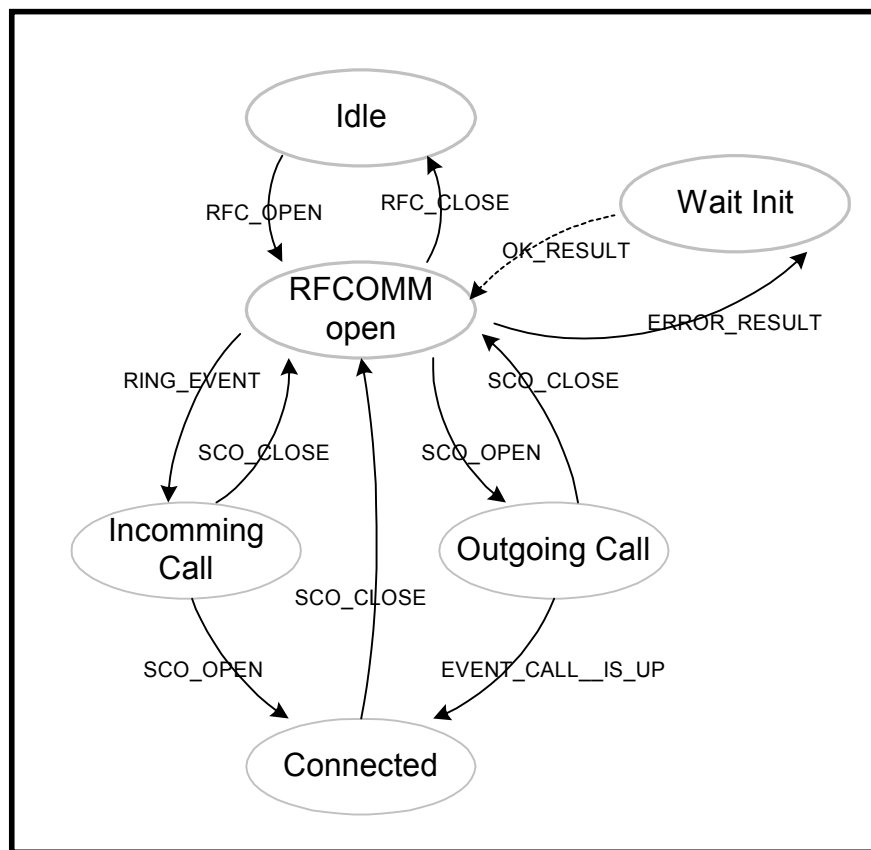 Idle
Wait Init
RFC_OPEN
RFC_CLOSE
OK_RESULT
RFCOMM
open
ERROR_RESULT
RING_EVENT
SCO_CLOSE
SCO_CLOSE
SCO_OPEN
Incomming
Call
Outgoing Call
SCO_CLOSE
SCO_OPEN
EVENT_CALL__IS_UP
Connected